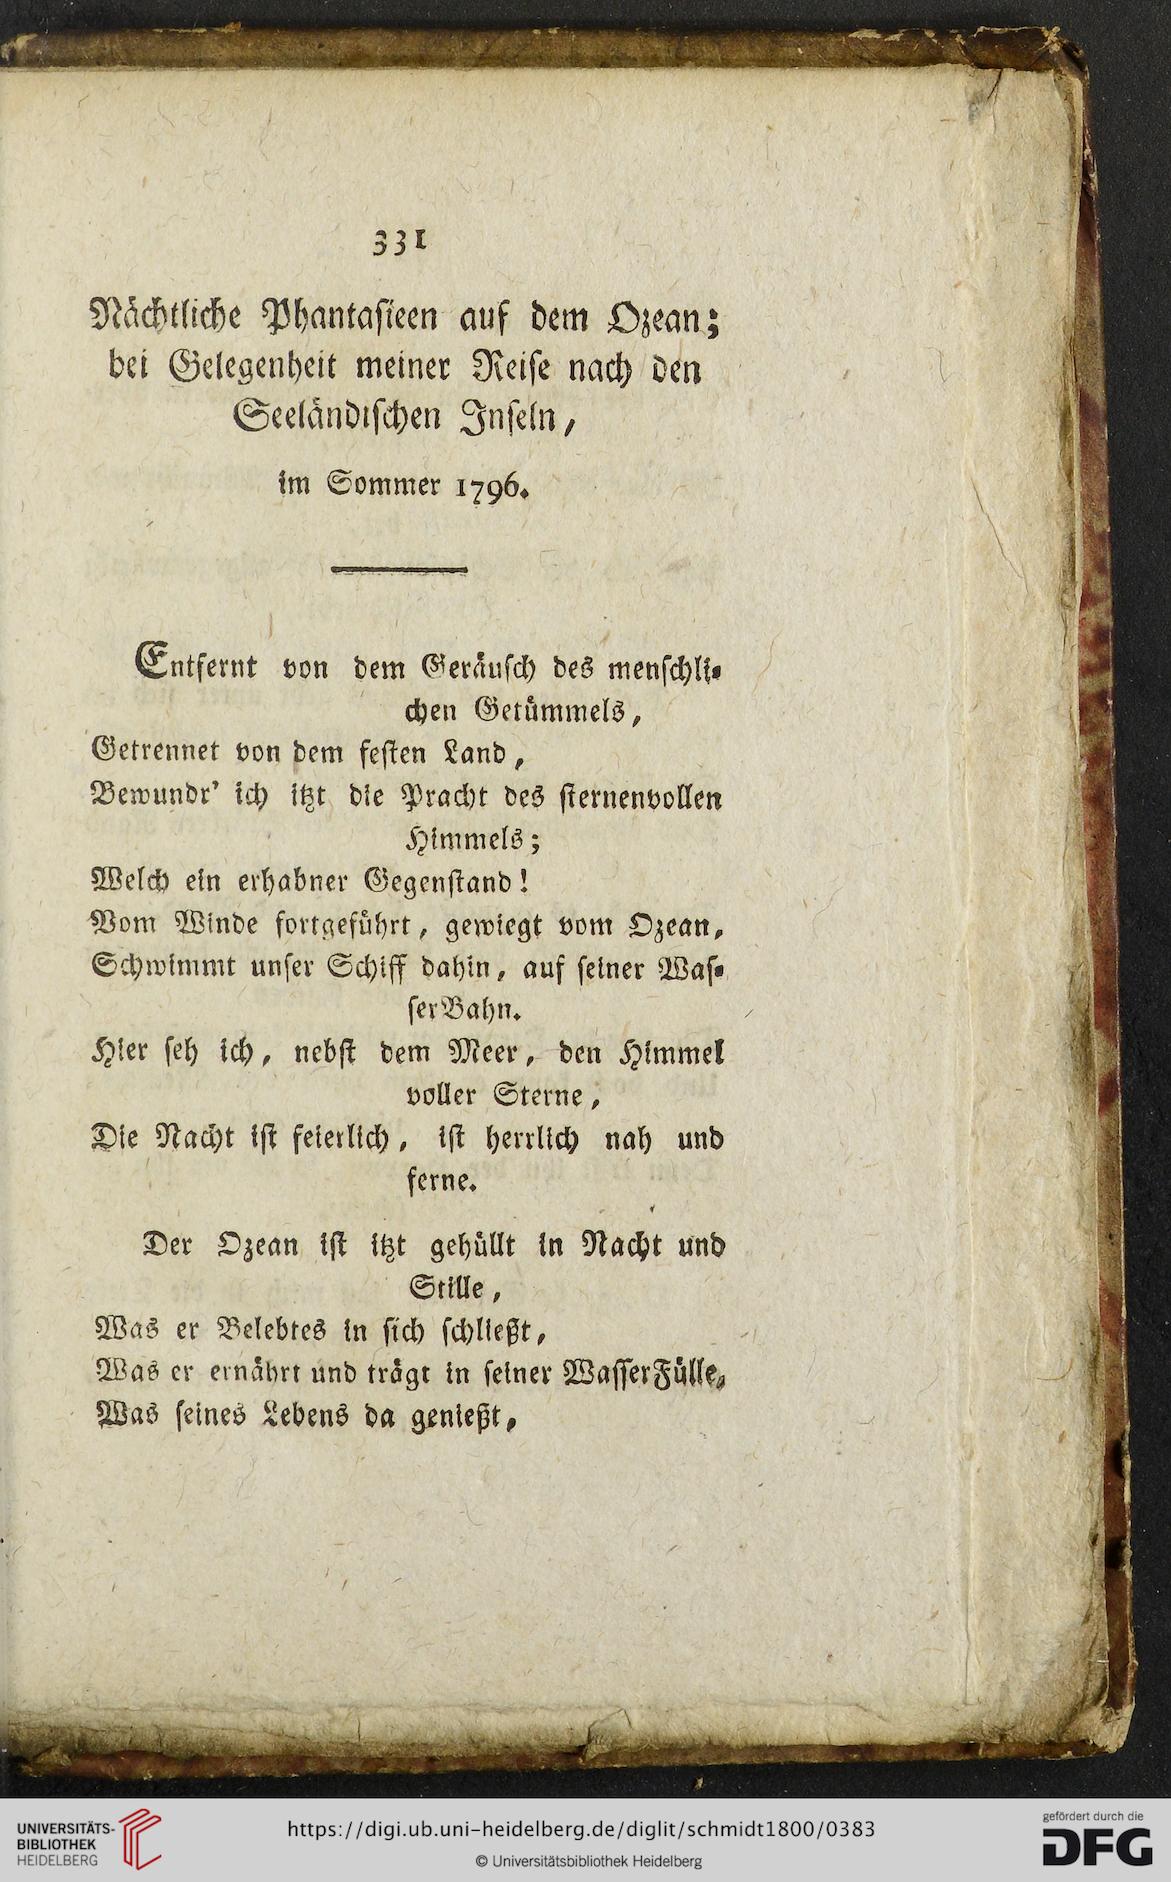 331
Nächtliche Phantasieen auf dem Ozean;
bei Gelegenheit meiner Reise nach den
Seeländischen Inseln,
im Sommer 1796.
Entfernt von dem Geräusch des menschli-
chen Getümmels,
Getrennet von dem festen Land,
Bewundr' ich itzt die Pracht des sternenvollen
Himmels;
Welch ein erhabner Gegenstand!
Vom Winde fortgeführt, gewiegt vom Ozean,
Schwimmt unser Schiff dahin, auf seiner Was-
serBahn.
Hier seh ich, nebst dem Meer, den Himmel
voller Sterne,
Die Nacht ist feierlich, ist herrlich nah und
ferne.
Der Ozean ist itzt gehüllt in Nacht und
Stille,
Was er Belebtes in sich schließt,
Was er ernährt und trägt in seiner WasserFülle,
Was seines Lebens da genießt,
UNIVERSITÄTS-
BIBLIOTHEK
HEIDELBERG
https://digi.ub.uni-heidelberg.de/diglit/schmidt1800/0383
© Universitätsbibliothek Heidelberg
gefördert durch die
DFG